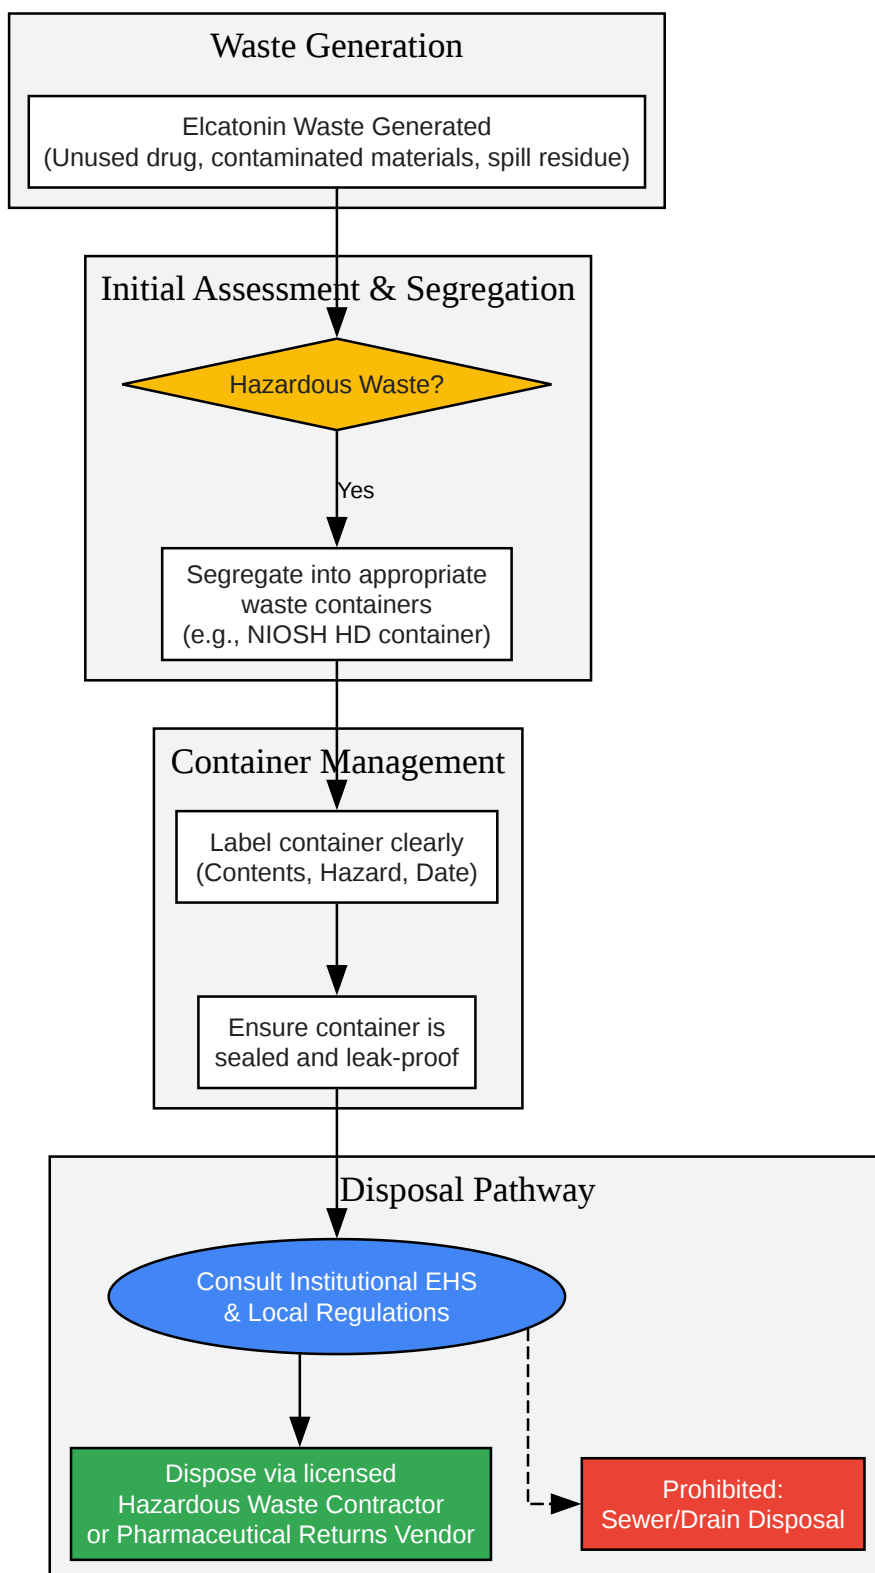 Waste Generation
Elcatonin Waste Generated
(Unused drug, contaminated materials, spill residue)
Initial Assessment & Segregation
Hazardous Waste?
Yes
Segregate into appropriate
waste containers
(e.g., NIOSH HD container)
Container Management
Label container clearly
(Contents, Hazard, Date)
Ensure container is
sealed and leak-proof
Disposal Pathway
Consult Institutional EHS
& Local Regulations
Dispose via licensed
Hazardous Waste Contractor
or Pharmaceutical Returns Vendor
Prohibited:
Sewer/Drain Disposal